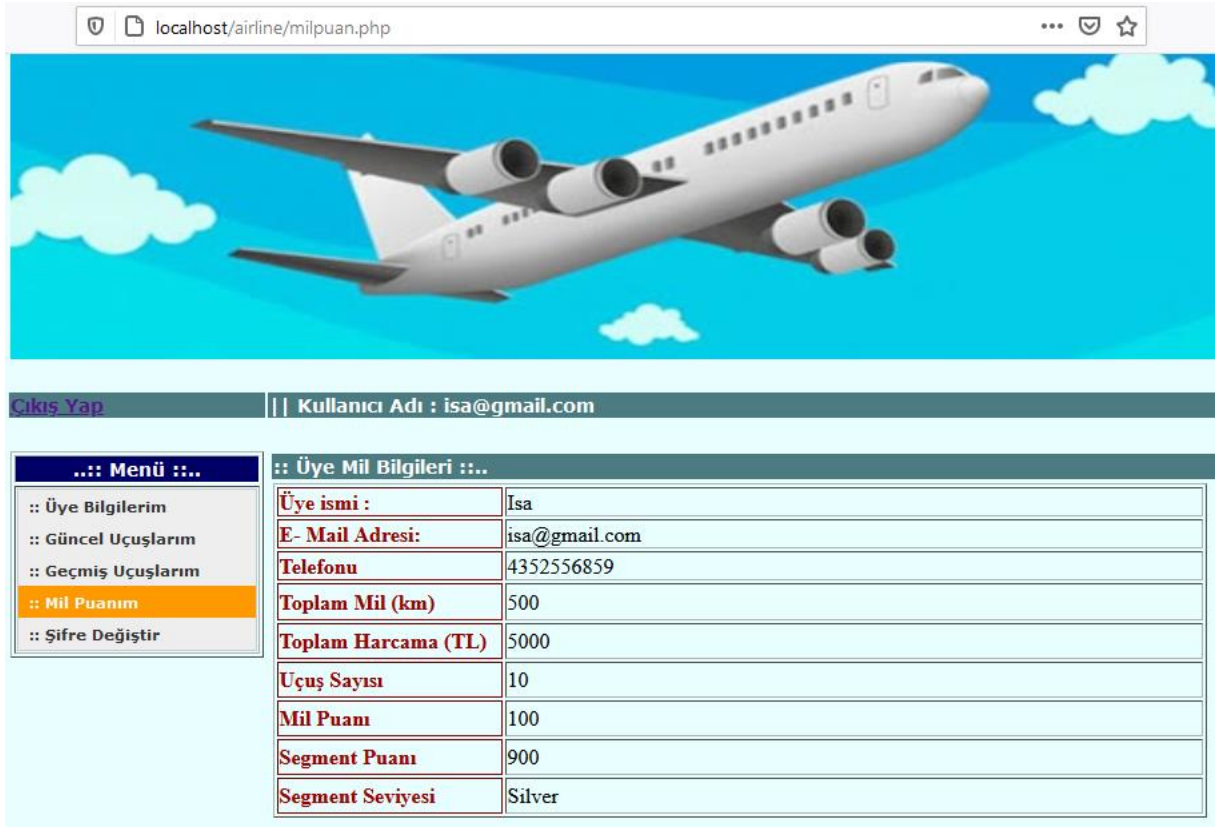 localhost/airline/milpuan.php
Çıkış Yap || Kullanıcı Adı : isa@gmail.com
..:: Menü ::..
:: Üye Bilgilerim
:: Güncel Uçuşlarım
:: Geçmiş Uçuşlarım
:: Mil Puanım
:: Şifre Değiştir
:: Üye Mil Bilgileri ::..
Üye ismi : Isa
E- Mail Adresi: isa@gmail.com
Telefonu 4352556859
Toplam Mil (km) 500
Toplam Harcama (TL) 5000
Uçuş Sayısı 10
Mil Puanı 100
Segment Puanı 900
Segment Seviyesi Silver